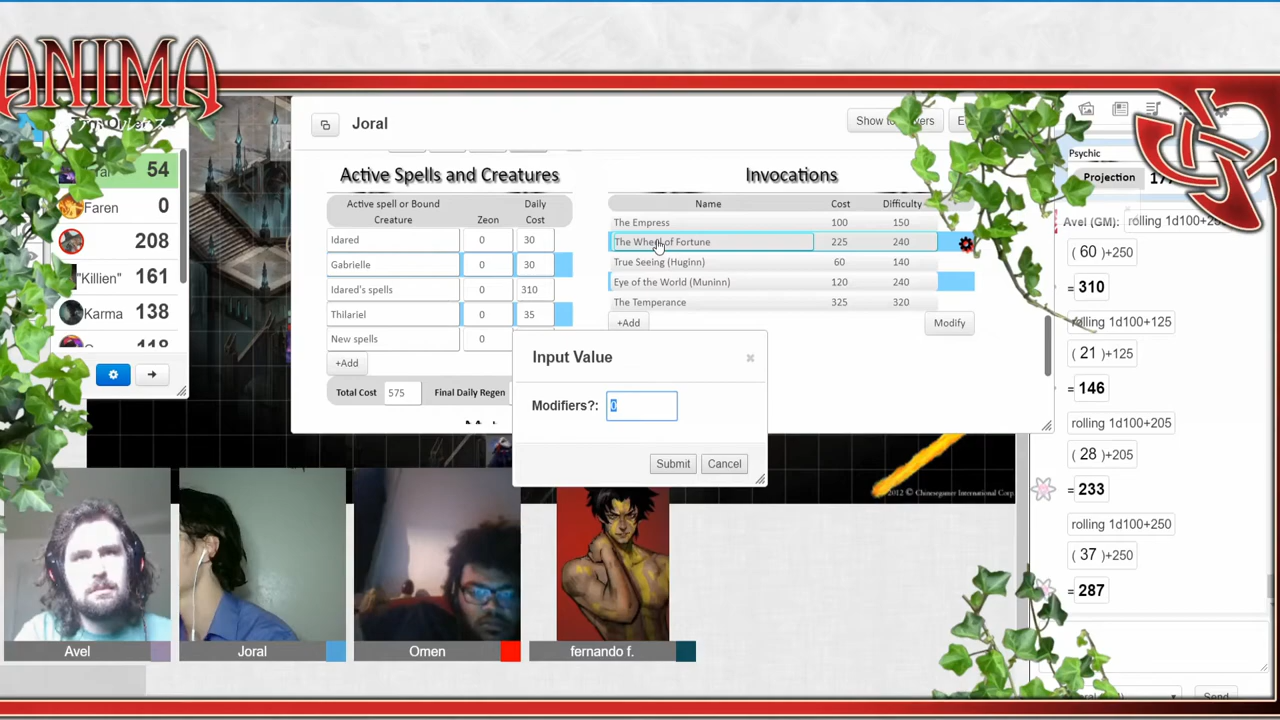 ANIMA
Joral
Show to
Active Spells and Creatures
Active spell or Bound Creature
Zeon
Daily Cost
Idared 0 30
Gabrielle 0 30
Idared's spells 0 310
Thilariel 0 35
New spells 0
+Add
Total Cost 575 Final Daily Regen
Invocations
Name Cost Difficulty
The Empress 100 150
The Wheel of Fortune 225 240
True Seeing (Huginn) 60 140
Eye of the World (Muninn) 120 240
The Temperance 325 320
+Add
Modify
Input Value ×
Modifiers?: 0
Submit Cancel
54
Faren 0
208
"Killien" 161
Karma 138
Psychic
Projection
Avel (GM):
rolling 1d100+2
( 60 )+250
= 310
rolling 1d100+125
( 21 )+125
= 146
rolling 1d100+205
( 28 )+205
= 233
rolling 1d100+250
( 37 )+250
= 287
2012 © Chinesegamer International Corp.
Avel
Joral
Omen
fernando f.
Send